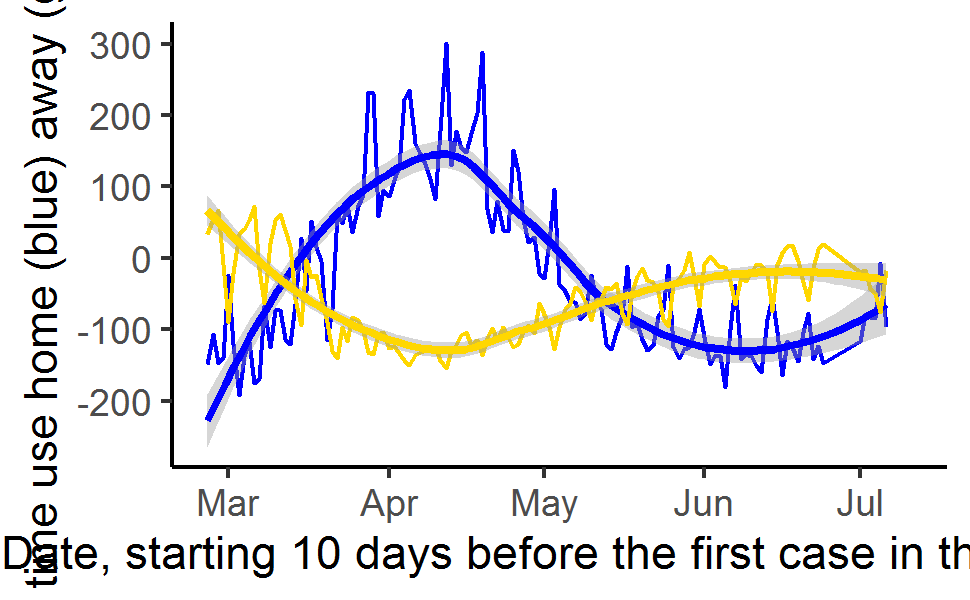 time use home (blue) away (
300
200
100
0
-100
-200
Mar Apr May Jun Jul
Date, starting 10 days before the first case in th